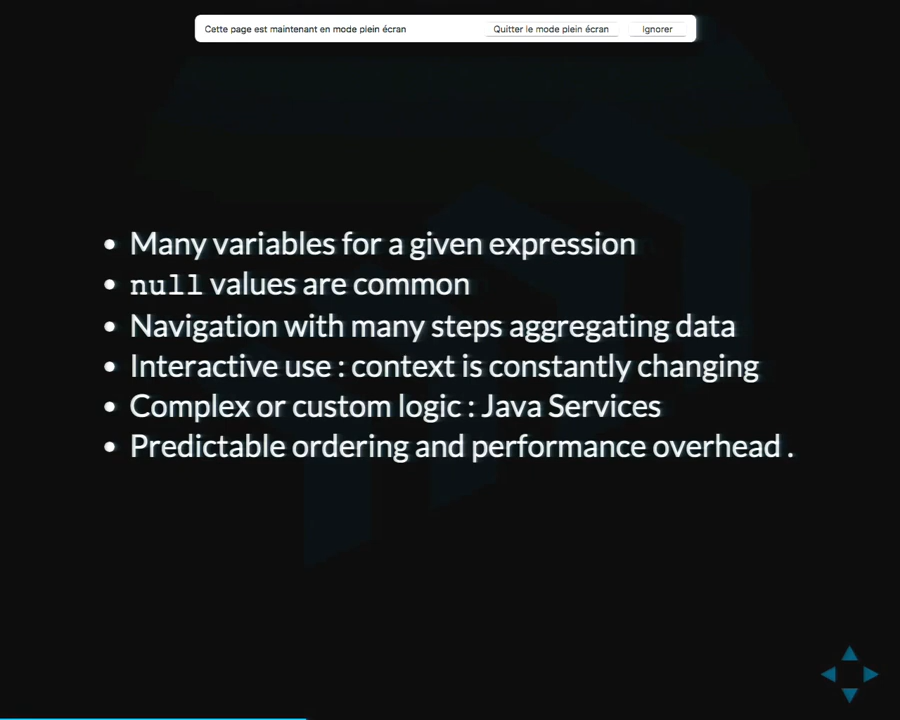 Cette page est maintenant en mode plein écran Quitter le mode plein écran Ignorer
Many variables for a given expression
null values are common
Navigation with many steps aggregating data
Interactive use : context is constantly changing
Complex or custom logic : Java Services
Predictable ordering and performance overhead .